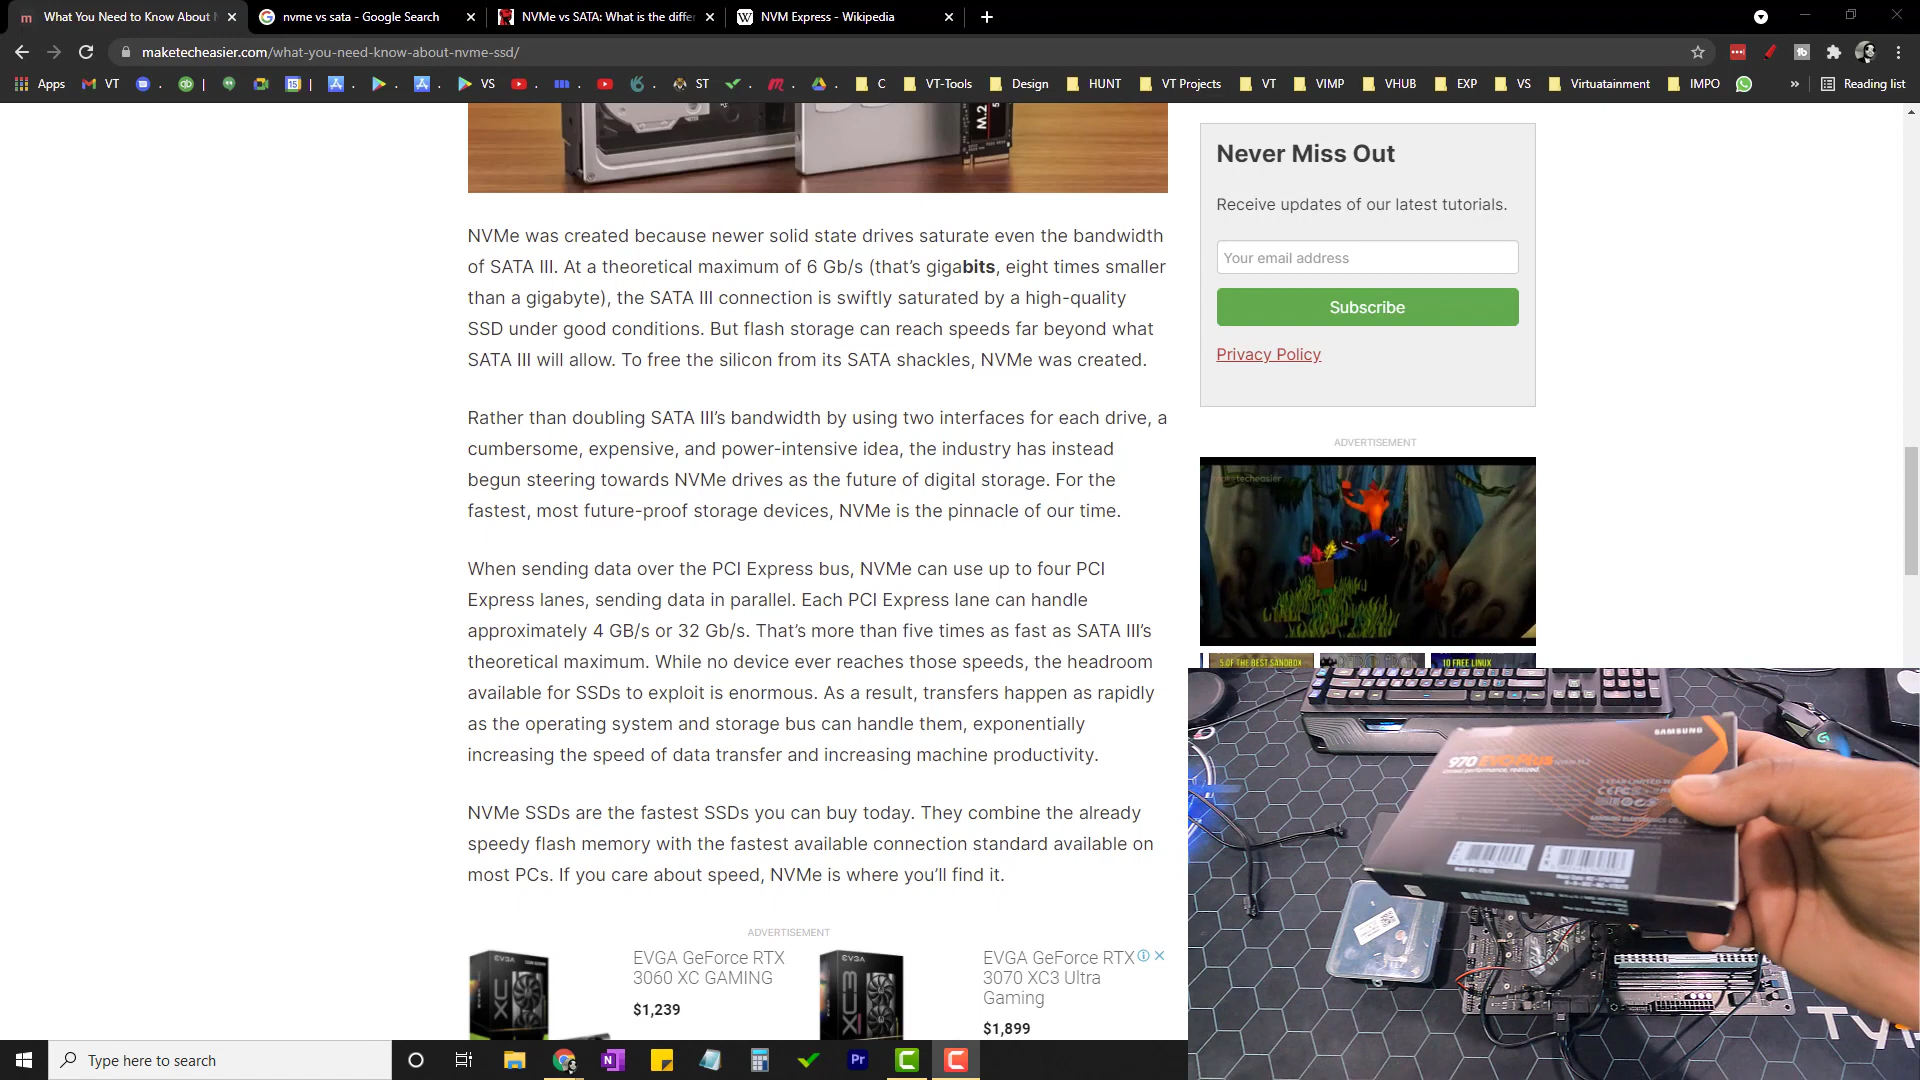 What You Need to Know About N
nvme vs sata - Google Search
NVMe vs SATA: What is the differ
NVM Express - Wikipedia
maketecheasier.com/what-you-need-know-about-nvme-ssd/
Apps
VT
VS
ST
C
VT-Tools
Design
HUNT
VT Projects
VT
VIMP
VHUB
EXP
VS
Virtuatainment
IMPO
»
Reading list
M.2
NVMe was created because newer solid state drives saturate even the bandwidth
of SATA III. At a theoretical maximum of 6 Gb/s (that’s gigabits, eight times smaller
than a gigabyte), the SATA III connection is swiftly saturated by a high-quality
SSD under good conditions. But flash storage can reach speeds far beyond what
SATA III will allow. To free the silicon from its SATA shackles, NVMe was created.
Rather than doubling SATA III’s bandwidth by using two interfaces for each drive, a
cumbersome, expensive, and power-intensive idea, the industry has instead
begun steering towards NVMe drives as the future of digital storage. For the
fastest, most future-proof storage devices, NVMe is the pinnacle of our time.
When sending data over the PCI Express bus, NVMe can use up to four PCI
Express lanes, sending data in parallel. Each PCI Express lane can handle
approximately 4 GB/s or 32 Gb/s. That’s more than five times as fast as SATA III’s
theoretical maximum. While no device ever reaches those speeds, the headroom
available for SSDs to exploit is enormous. As a result, transfers happen as rapidly
as the operating system and storage bus can handle them, exponentially
increasing the speed of data transfer and increasing machine productivity.
NVMe SSDs are the fastest SSDs you can buy today. They combine the already
speedy flash memory with the fastest available connection standard available on
most PCs. If you care about speed, NVMe is where you’ll find it.
ADVERTISEMENT
EVGA GeForce RTX
3060 XC GAMING
$1,239
EVGA GeForce RTX
3070 XC3 Ultra
Gaming
$1,899
Never Miss Out
Receive updates of our latest tutorials.
Your email address
Subscribe
Privacy Policy
ADVERTISEMENT
maketecheasier
5 OF THE BEST SANDBOX
10 FREE LINUX
SAMSUNG
970 EVO Plus
Type here to search